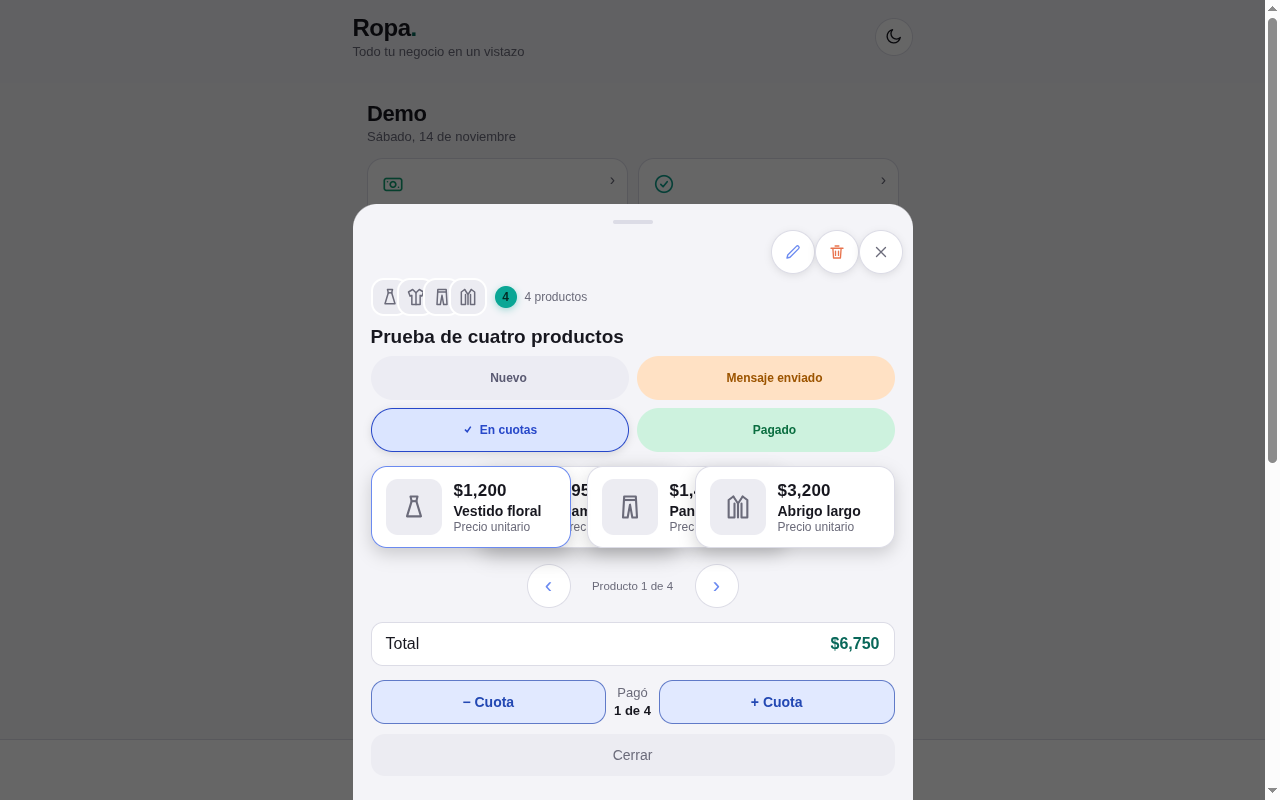 Ropa.
Todo tu negocio en un vistazo
Demo
Sábado, 14 de noviembre
4
4 productos
Prueba de cuatro productos
Nuevo
Mensaje enviado
En cuotas
Pagado
$1,200
Vestido floral
Precio unitario
$3,200
Abrigo largo
Precio unitario
Producto 1 de 4
Total
$6,750
− Cuota
Pagó
1 de 4
+ Cuota
Cerrar